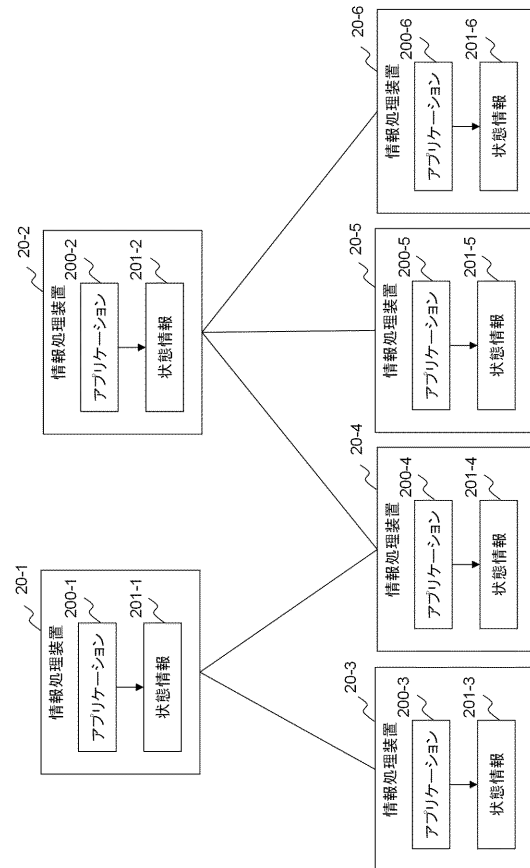 20-1
情報処理装置
200-1
アプリケーション
201-1
状態情報
20-2
情報処理装置
200-2
アプリケーション
201-2
状態情報
20-3
情報処理装置
200-3
アプリケーション
201-3
状態情報
20-4
情報処理装置
200-4
アプリケーション
201-4
状態情報
20-5
情報処理装置
200-5
アプリケーション
201-5
状態情報
20-6
情報処理装置
200-6
アプリケーション
201-6
状態情報